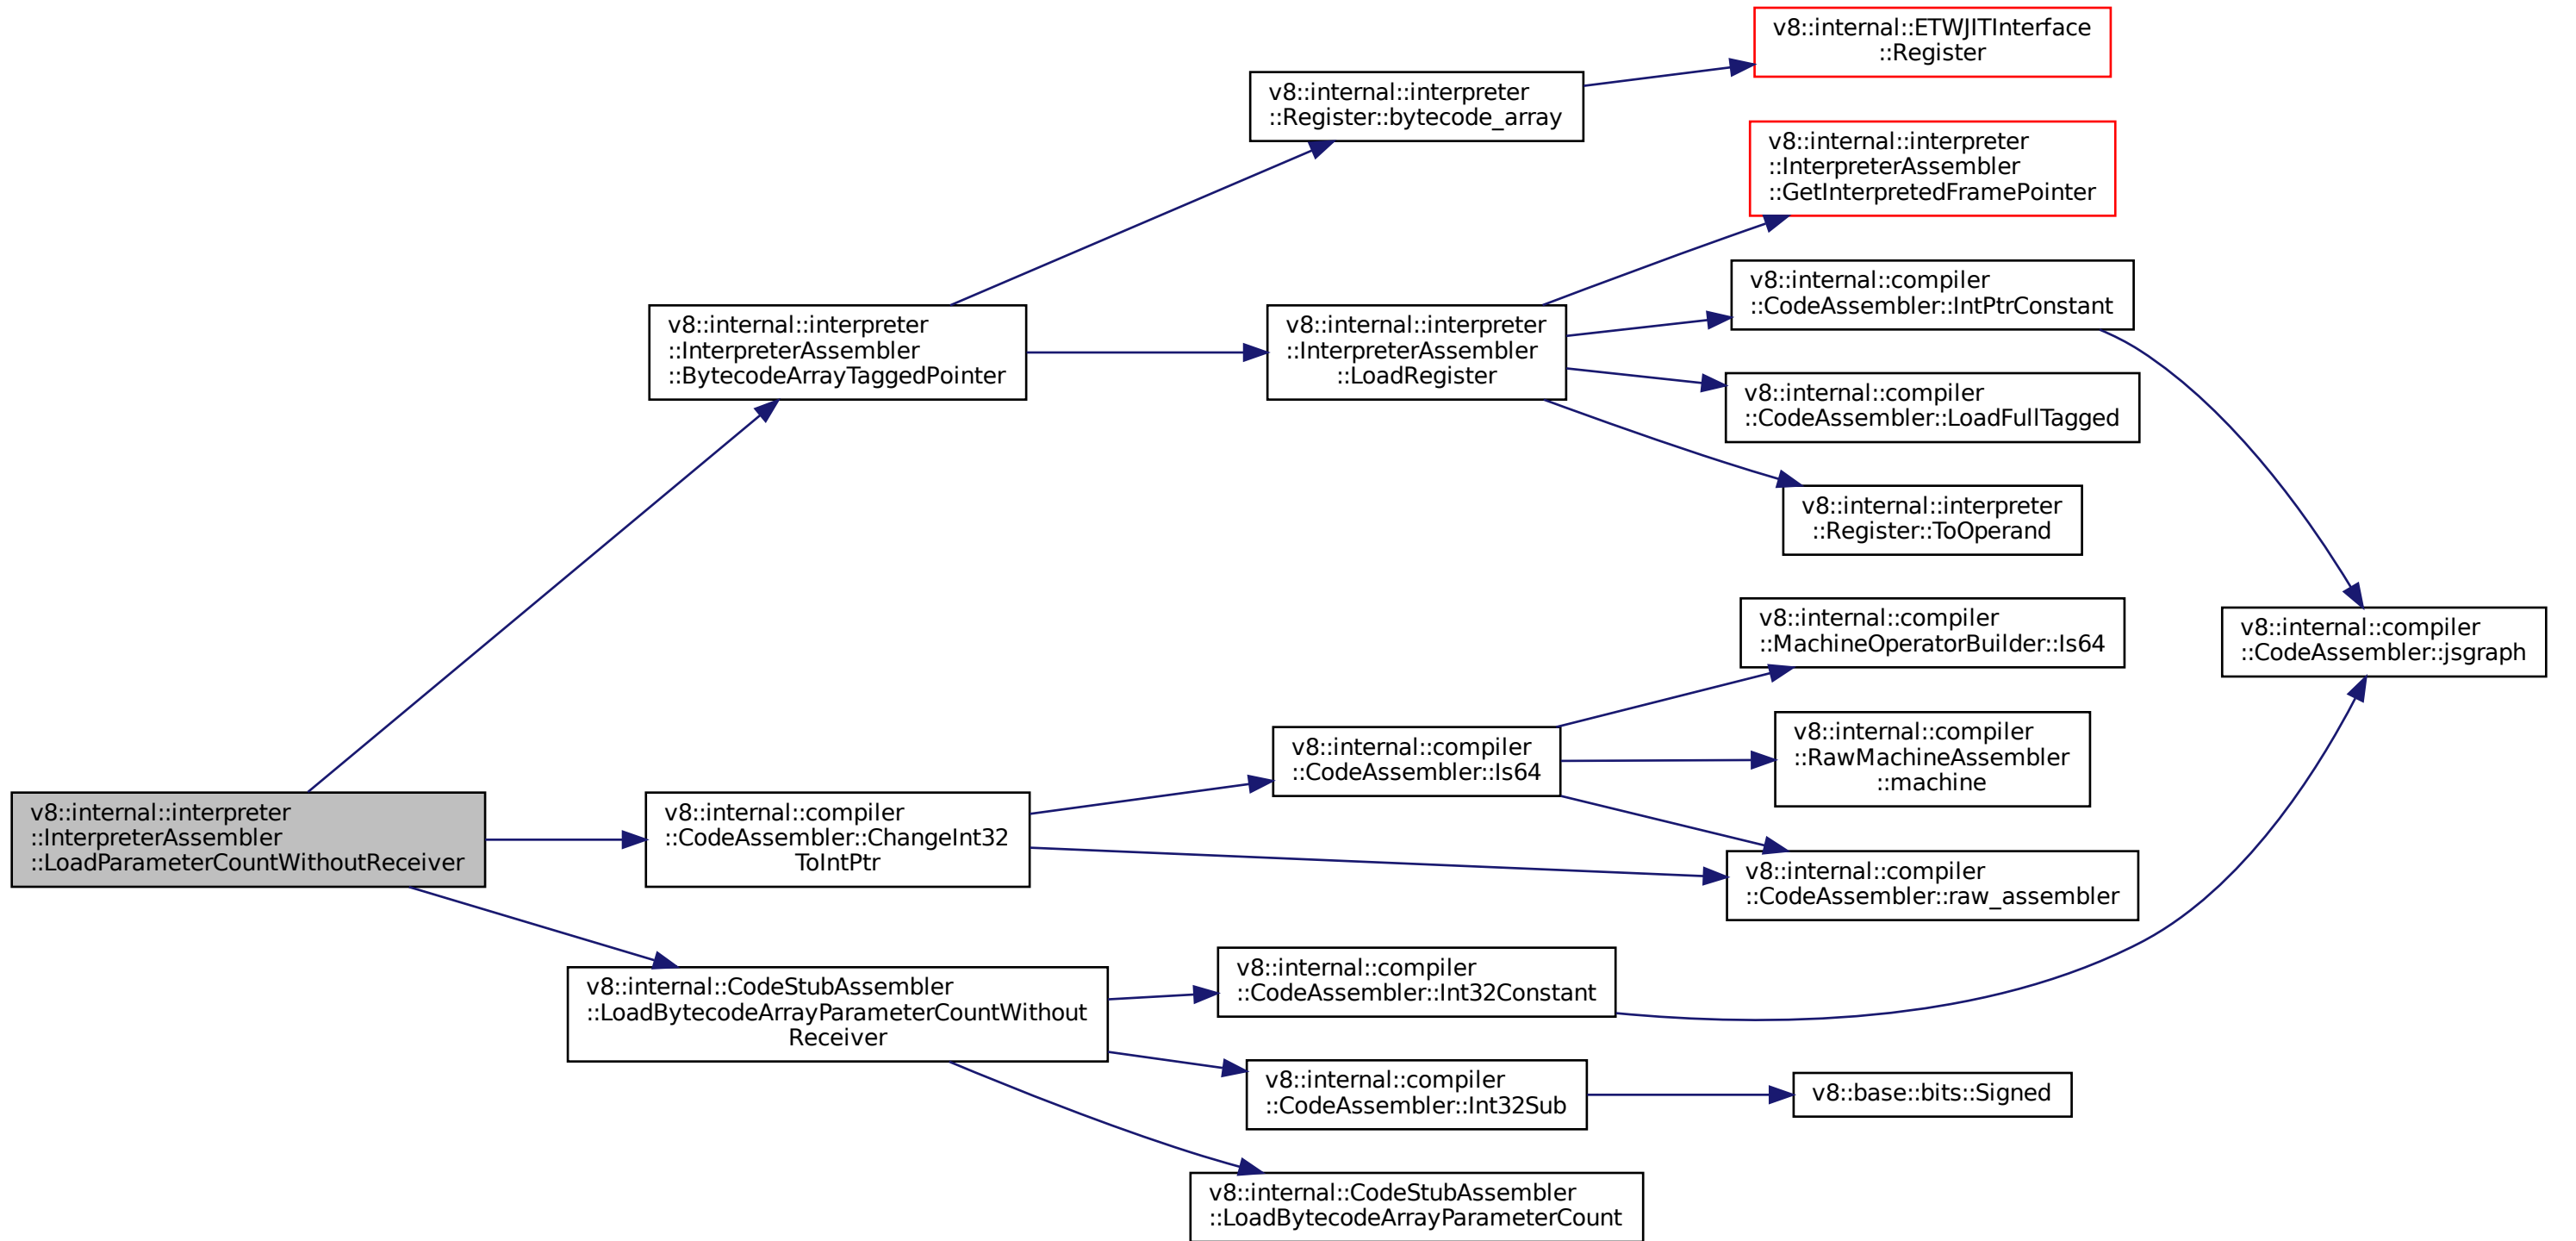 v8::internal::ETWJITInterface
::Register
v8::internal::interpreter
::Register::bytecode_array
v8::internal::interpreter
::InterpreterAssembler
::GetInterpretedFramePointer
v8::internal::compiler
::CodeAssembler::IntPtrConstant
v8::internal::interpreter
::InterpreterAssembler
::BytecodeArrayTaggedPointer
v8::internal::interpreter
::InterpreterAssembler
::LoadRegister
v8::internal::compiler
::CodeAssembler::LoadFullTagged
v8::internal::interpreter
::Register::ToOperand
v8::internal::compiler
::MachineOperatorBuilder::Is64
v8::internal::compiler
::CodeAssembler::jsgraph
v8::internal::compiler
::CodeAssembler::Is64
v8::internal::compiler
::RawMachineAssembler
::machine
v8::internal::interpreter
::InterpreterAssembler
::LoadParameterCountWithoutReceiver
v8::internal::compiler
::CodeAssembler::ChangeInt32
ToIntPtr
v8::internal::compiler
::CodeAssembler::raw_assembler
v8::internal::CodeStubAssembler
::LoadBytecodeArrayParameterCountWithout
Receiver
v8::internal::compiler
::CodeAssembler::Int32Constant
v8::internal::compiler
::CodeAssembler::Int32Sub
v8::base::bits::Signed
v8::internal::CodeStubAssembler
::LoadBytecodeArrayParameterCount